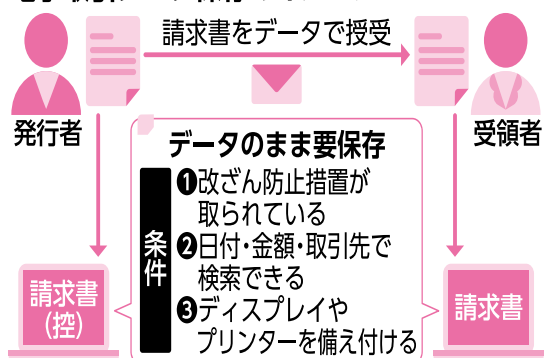 請求書をデータで授受
発行者
受領者
データのまま要保存
条件
❶改ざん防止措置が
取られている
❷日付・金額・取引先で
検索できる
❸ディスプレイや
プリンターを備え付ける
請求書
(控)
請求書